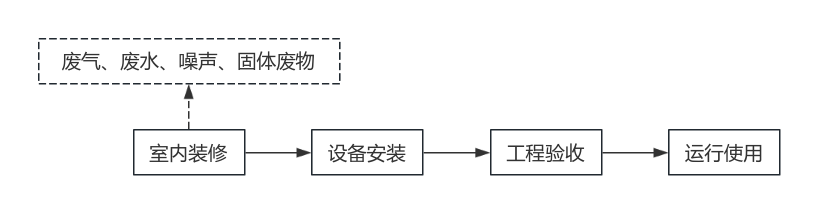 废气、废水、噪声、固体废物
室内装修
设备安装
工程验收
运行使用